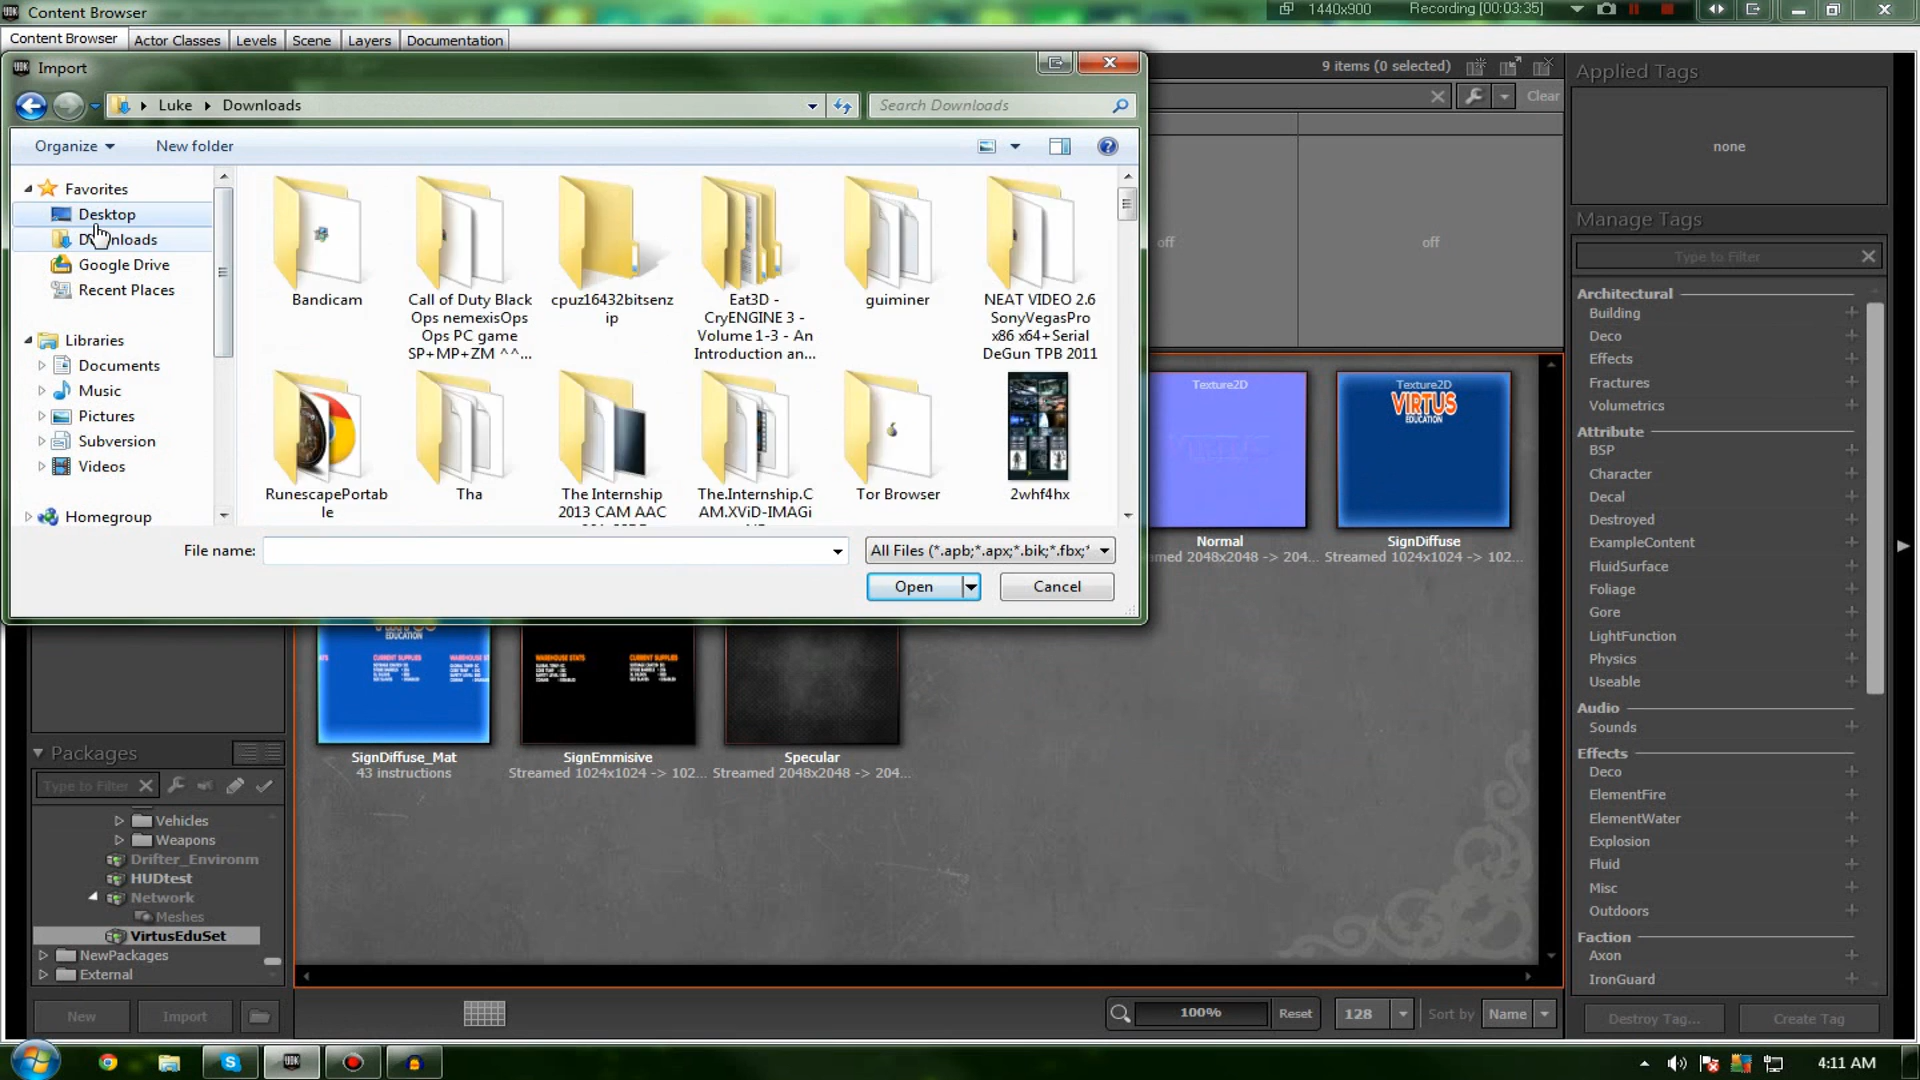 Content Browser
1440x900
Recording [00:03:35]
Content Browser
Actor Classes
Levels
Scene
Layers
Documentation
Import
9 items (0 selected)
Applied Tags
Luke
Downloads
Search Downloads
Clear
Organize
New folder
none
Favorites
Desktop
Downloads
Google Drive
Recent Places
Libraries
Documents
Music
Pictures
Subversion
Videos
Homegroup
Bandicam
Call of Duty Black
Ops nemexisOps
Ops PC game
SP+MP+ZM ^^...
cpuz16432bitsenz
ip
Eat3D -
CryENGINE 3 -
Volume 1-3 - An
Introduction an...
guiminer
NEAT VIDEO 2.6
SonyVegasPro
x86 x64+Serial
DeGun TPB 2011
RunescapePortab
le
Tha
The Internship
2013 CAM AAC
The.Internship.C
AM.XViD-IMAGi
Tor Browser
2whf4hx
File name:
All Files (*.apb;*.apx;*.bik;*.fbx;*
Open
Cancel
off
off
Texture2D
Texture2D
VIRTUS
EDUCATION
Normal
SignDiffuse
med 2048x2048 -> 204...
Streamed 1024x1024 -> 102...
EDUCATION
CURRENT SUPPLIES
WAREHOUSE STATS
CURRENT SUPPLIES
SignDiffuse_Mat
43 instructions
SignEmmisive
Streamed 1024x1024 -> 102...
Specular
Streamed 2048x2048 -> 204...
Packages
Type to Filter
Vehicles
Weapons
Drifter_Environm
HUDtest
Network
Meshes
VirtusEduSet
NewPackages
External
New
Import
100%
Reset
128
Sort by
Name
Manage Tags
Type to Filter
Architectural
Building
Deco
Effects
Fractures
Volumetrics
Attribute
BSP
Character
Decal
Destroyed
ExampleContent
FluidSurface
Foliage
Gore
LightFunction
Physics
Useable
Audio
Sounds
Effects
Deco
ElementFire
ElementWater
Explosion
Fluid
Misc
Outdoors
Faction
Axon
IronGuard
Destroy Tag...
Create Tag
4:11 AM